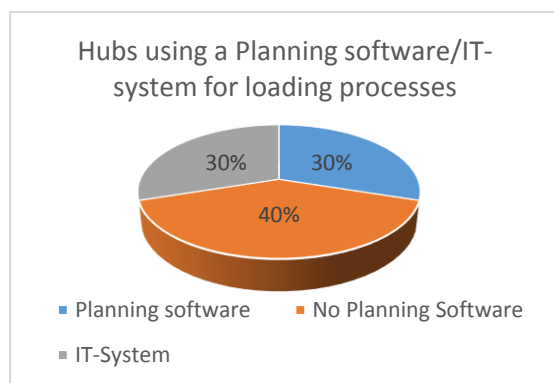 Hubs using a Planning software/IT-
system for loading processes
30%
30%
40%
Planning software
No Planning Software
IT-System